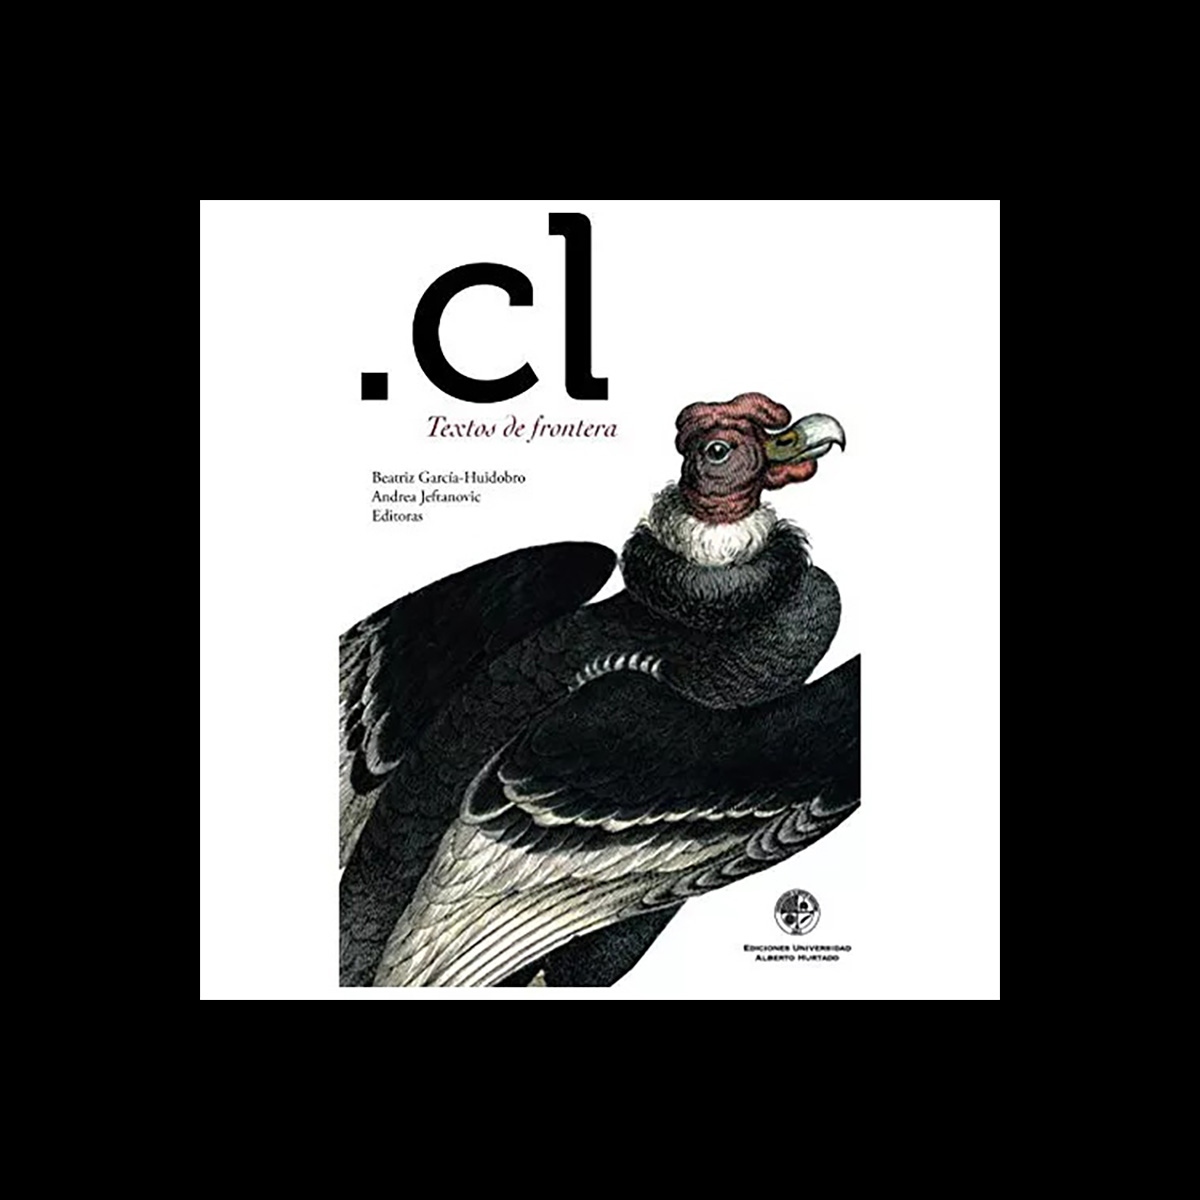 .cl
Textos de frontera
Beatriz García-Huidobro
Andrea Jeftanovic
Editoras
Ediciones Universidad
Alberto Hurtado